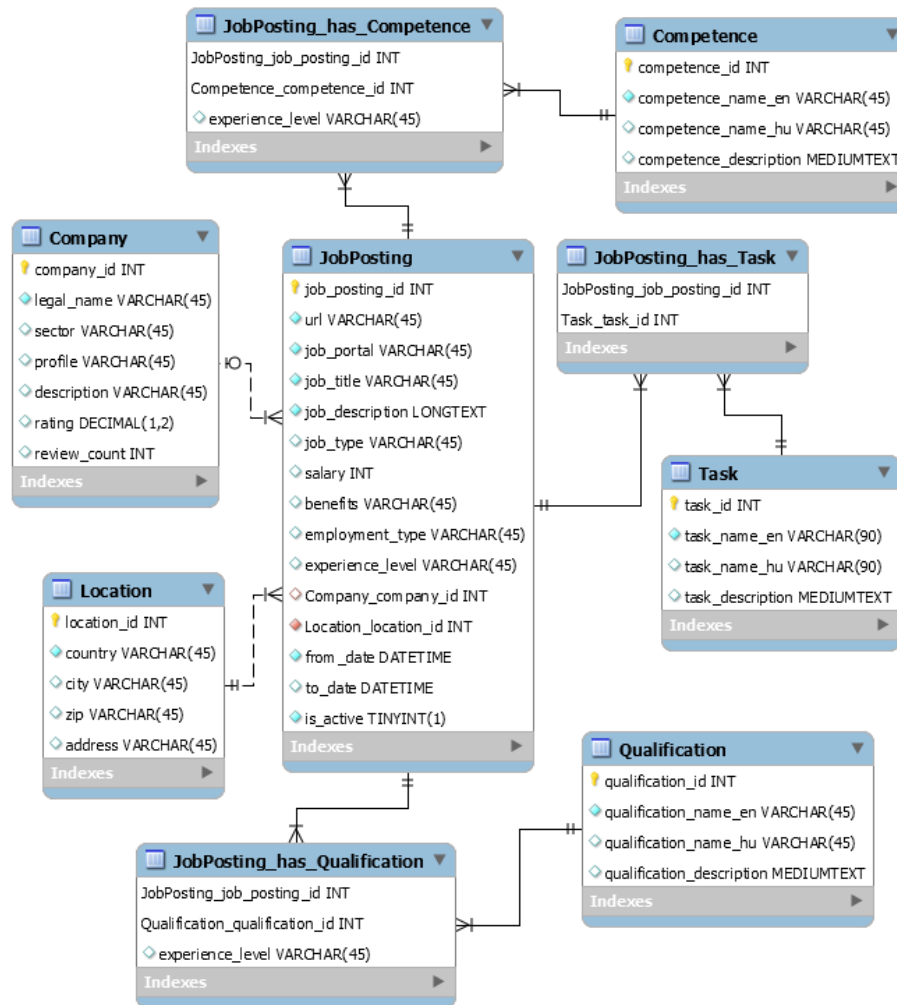 JobPosting_has_Competence
JobPosting_job_posting_id INT
Competence_competence_id INT
experience_level VARCHAR(45)
Indexes
Competence
competence_id INT
competence_name_en VARCHAR(45)
competence_name_hu VARCHAR(45)
competence_description MEDIUMTEXT
Indexes
Company
company_id INT
legal_name VARCHAR(45)
sector VARCHAR(45)
profile VARCHAR(45)
description VARCHAR(45)
rating DECIMAL(1,2)
review_count INT
Indexes
JobPosting
job_posting_id INT
url VARCHAR(45)
job_portal VARCHAR(45)
job_title VARCHAR(45)
job_description LONGTEXT
job_type VARCHAR(45)
salary INT
benefits VARCHAR(45)
employment_type VARCHAR(45)
experience_level VARCHAR(45)
Company_company_id INT
Location_location_id INT
from_date DATETIME
to_date DATETIME
is_active TINYINT(1)
Indexes
JobPosting_has_Task
JobPosting_job_posting_id INT
Task_task_id INT
Indexes
Task
task_id INT
task_name_en VARCHAR(90)
task_name_hu VARCHAR(90)
task_description MEDIUMTEXT
Indexes
Location
location_id INT
country VARCHAR(45)
city VARCHAR(45)
zip VARCHAR(45)
address VARCHAR(45)
Indexes
Qualification
qualification_id INT
qualification_name_en VARCHAR(45)
qualification_name_hu VARCHAR(45)
qualification_description MEDIUMTEXT
Indexes
JobPosting_has_Qualification
JobPosting_job_posting_id INT
Qualification_qualification_id INT
experience_level VARCHAR(45)
Indexes